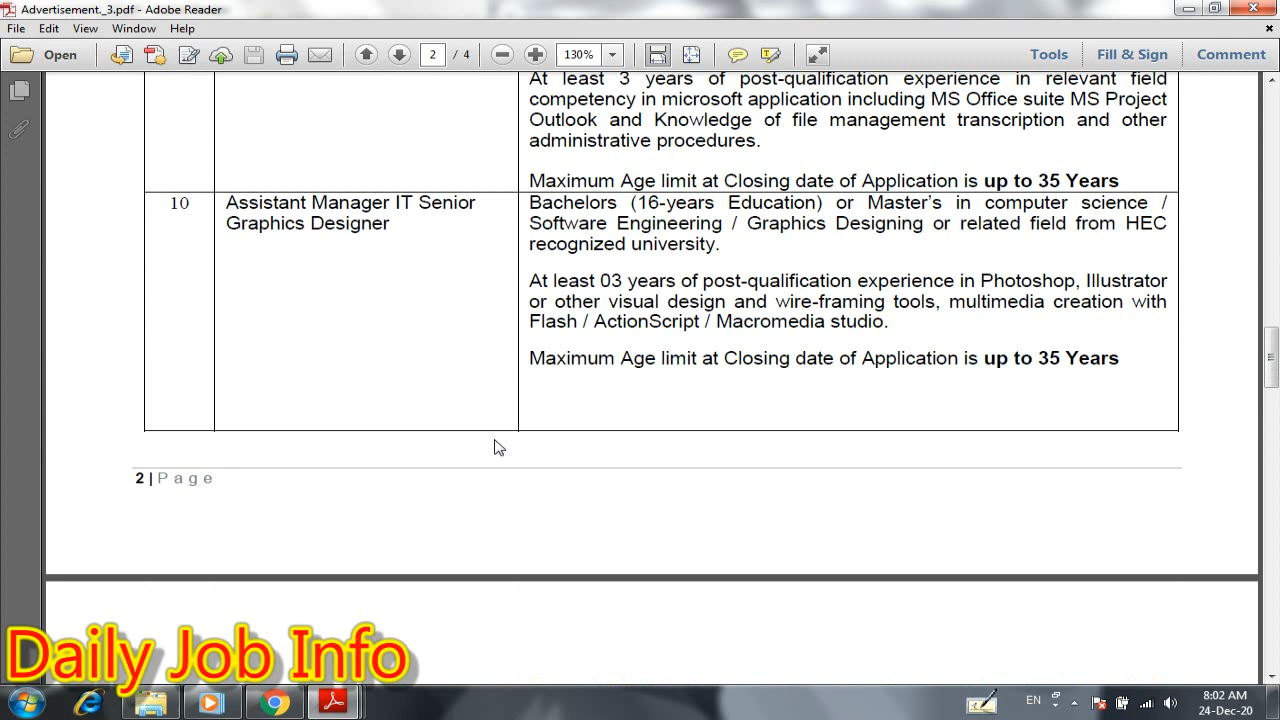 Advertisement._3.pdf - Adobe Reader
File Edit View Window Help
Open 2 / 4 130% Tools Fill & Sign Comment
At least 3 years of post-qualification experience in relevant field
competency in microsoft application including MS Office suite MS Project
Outlook and Knowledge of file management transcription and other
administrative procedures.
Maximum Age limit at Closing date of Application is up to 35 Years
10
Assistant Manager IT Senior
Graphics Designer
Bachelors (16-years Education) or Master's in computer science /
Software Engineering / Graphics Designing or related field from HEC
recognized university.
At least 03 years of post-qualification experience in Photoshop, Illustrator
or other visual design and wire-framing tools, multimedia creation with
Flash / ActionScript / Macromedia studio.
Maximum Age limit at Closing date of Application is up to 35 Years
2 | Page
Daily Job Info
EN
8:02 AM
24-Dec-20